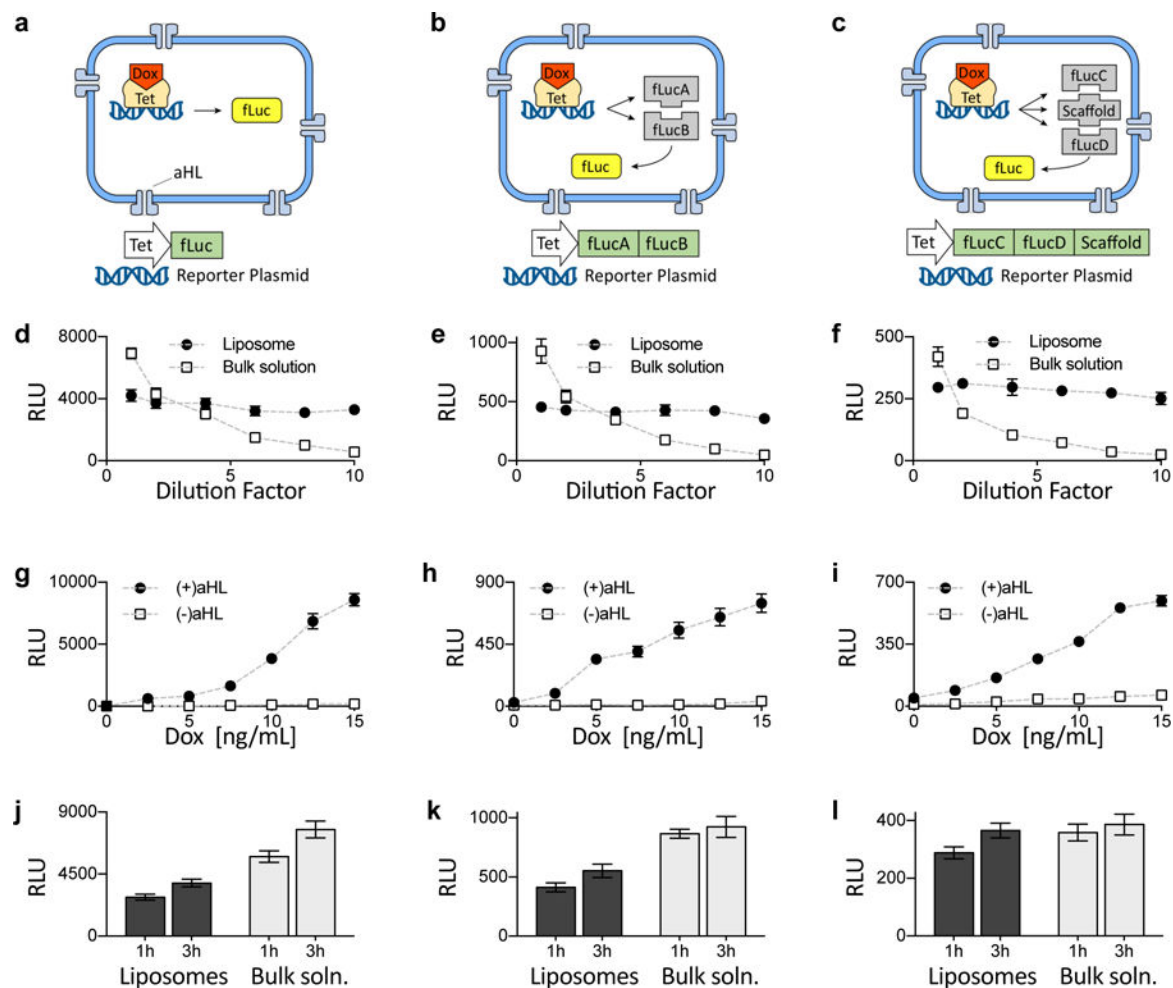 a
Dox
Tet
fLuc
aHL
Tet
fLuc
Reporter Plasmid
b
Dox
Tet
fLucA
fLucB
fLuc
Tet
fLucA
fLucB
Reporter Plasmid
c
Dox
Tet
fLucC
Scaffold
fLucD
fLuc
Tet
fLucC
fLucD
Scaffold
Reporter Plasmid
d
8000
4000
0
RLU
Liposome
Bulk solution
0
5
10
Dilution Factor
e
1000
500
0
RLU
Liposome
Bulk solution
0
5
10
Dilution Factor
f
500
250
0
RLU
Liposome
Bulk solution
0
5
10
Dilution Factor
g
10000
5000
0
RLU
(+)aHL
(-)aHL
0
5
10
15
Dox [ng/mL]
h
900
450
0
RLU
(+)aHL
(-)aHL
0
5
10
15
Dox [ng/mL]
i
700
350
0
RLU
(+)aHL
(-)aHL
0
5
10
15
Dox [ng/mL]
j
9000
4500
0
RLU
1h
3h
1h
3h
Liposomes
Bulk soln.
k
1000
500
0
RLU
1h
3h
1h
3h
Liposomes
Bulk soln.
l
400
200
0
RLU
1h
3h
1h
3h
Liposomes
Bulk soln.